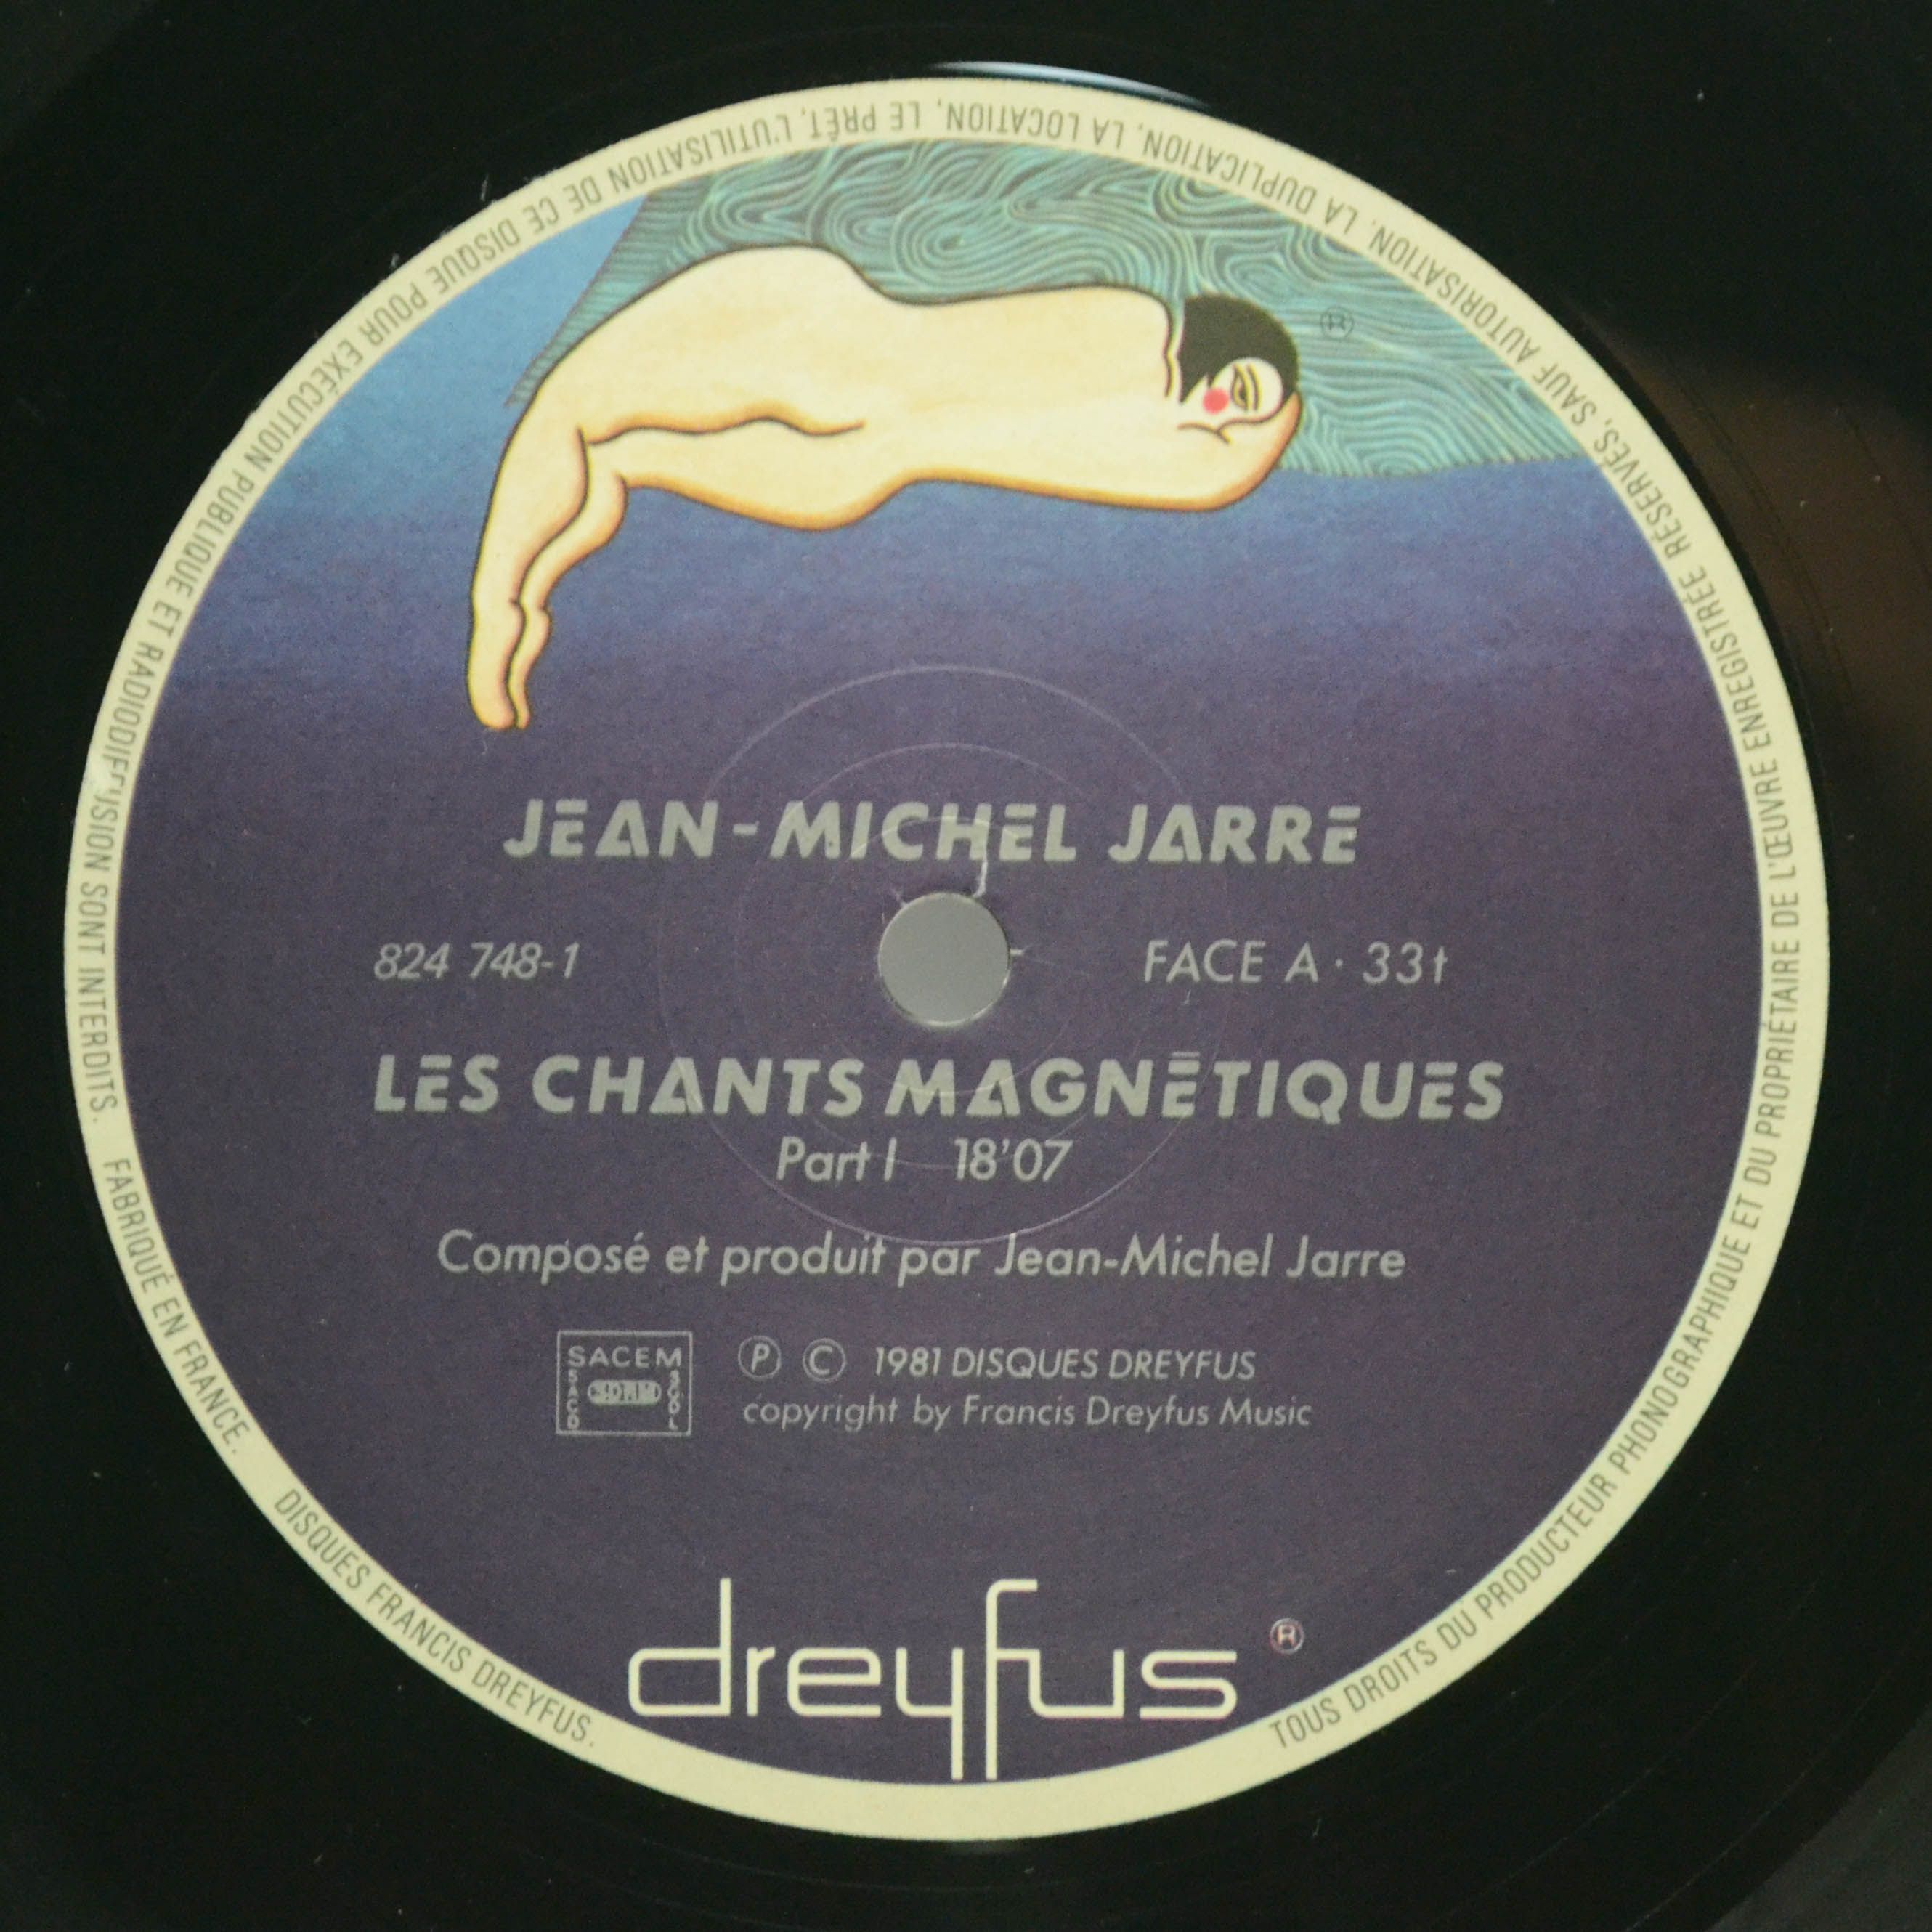 JEAN-MICHEL JARRE
824 748-1
FACE A · 33t
LES CHANTS MAGNÉTIQUES
Part I 18'07
Composé et produit par Jean-Michel Jarre
SACEM
SACD
SDRM
SGDL
Ⓟ Ⓒ 1981 DISQUES DREYFUS
copyright by Francis Dreyfus Music
dreyfus ®
®
TOUS DROITS DU PRODUCTEUR PHONOGRAPHIQUE ET DU PROPRIÉTAIRE DE L'ŒUVRE ENREGISTRÉE RÉSERVÉS, SAUF AUTORISATION, LA DUPLICATION, LA LOCATION, LE PRÊT, L'UTILISATION DE CE DISQUE POUR EXÉCUTION PUBLIQUE ET RADIODIFFUSION SONT INTERDITS. FABRIQUÉ EN FRANCE. DISQUES FRANCIS DREYFUS.